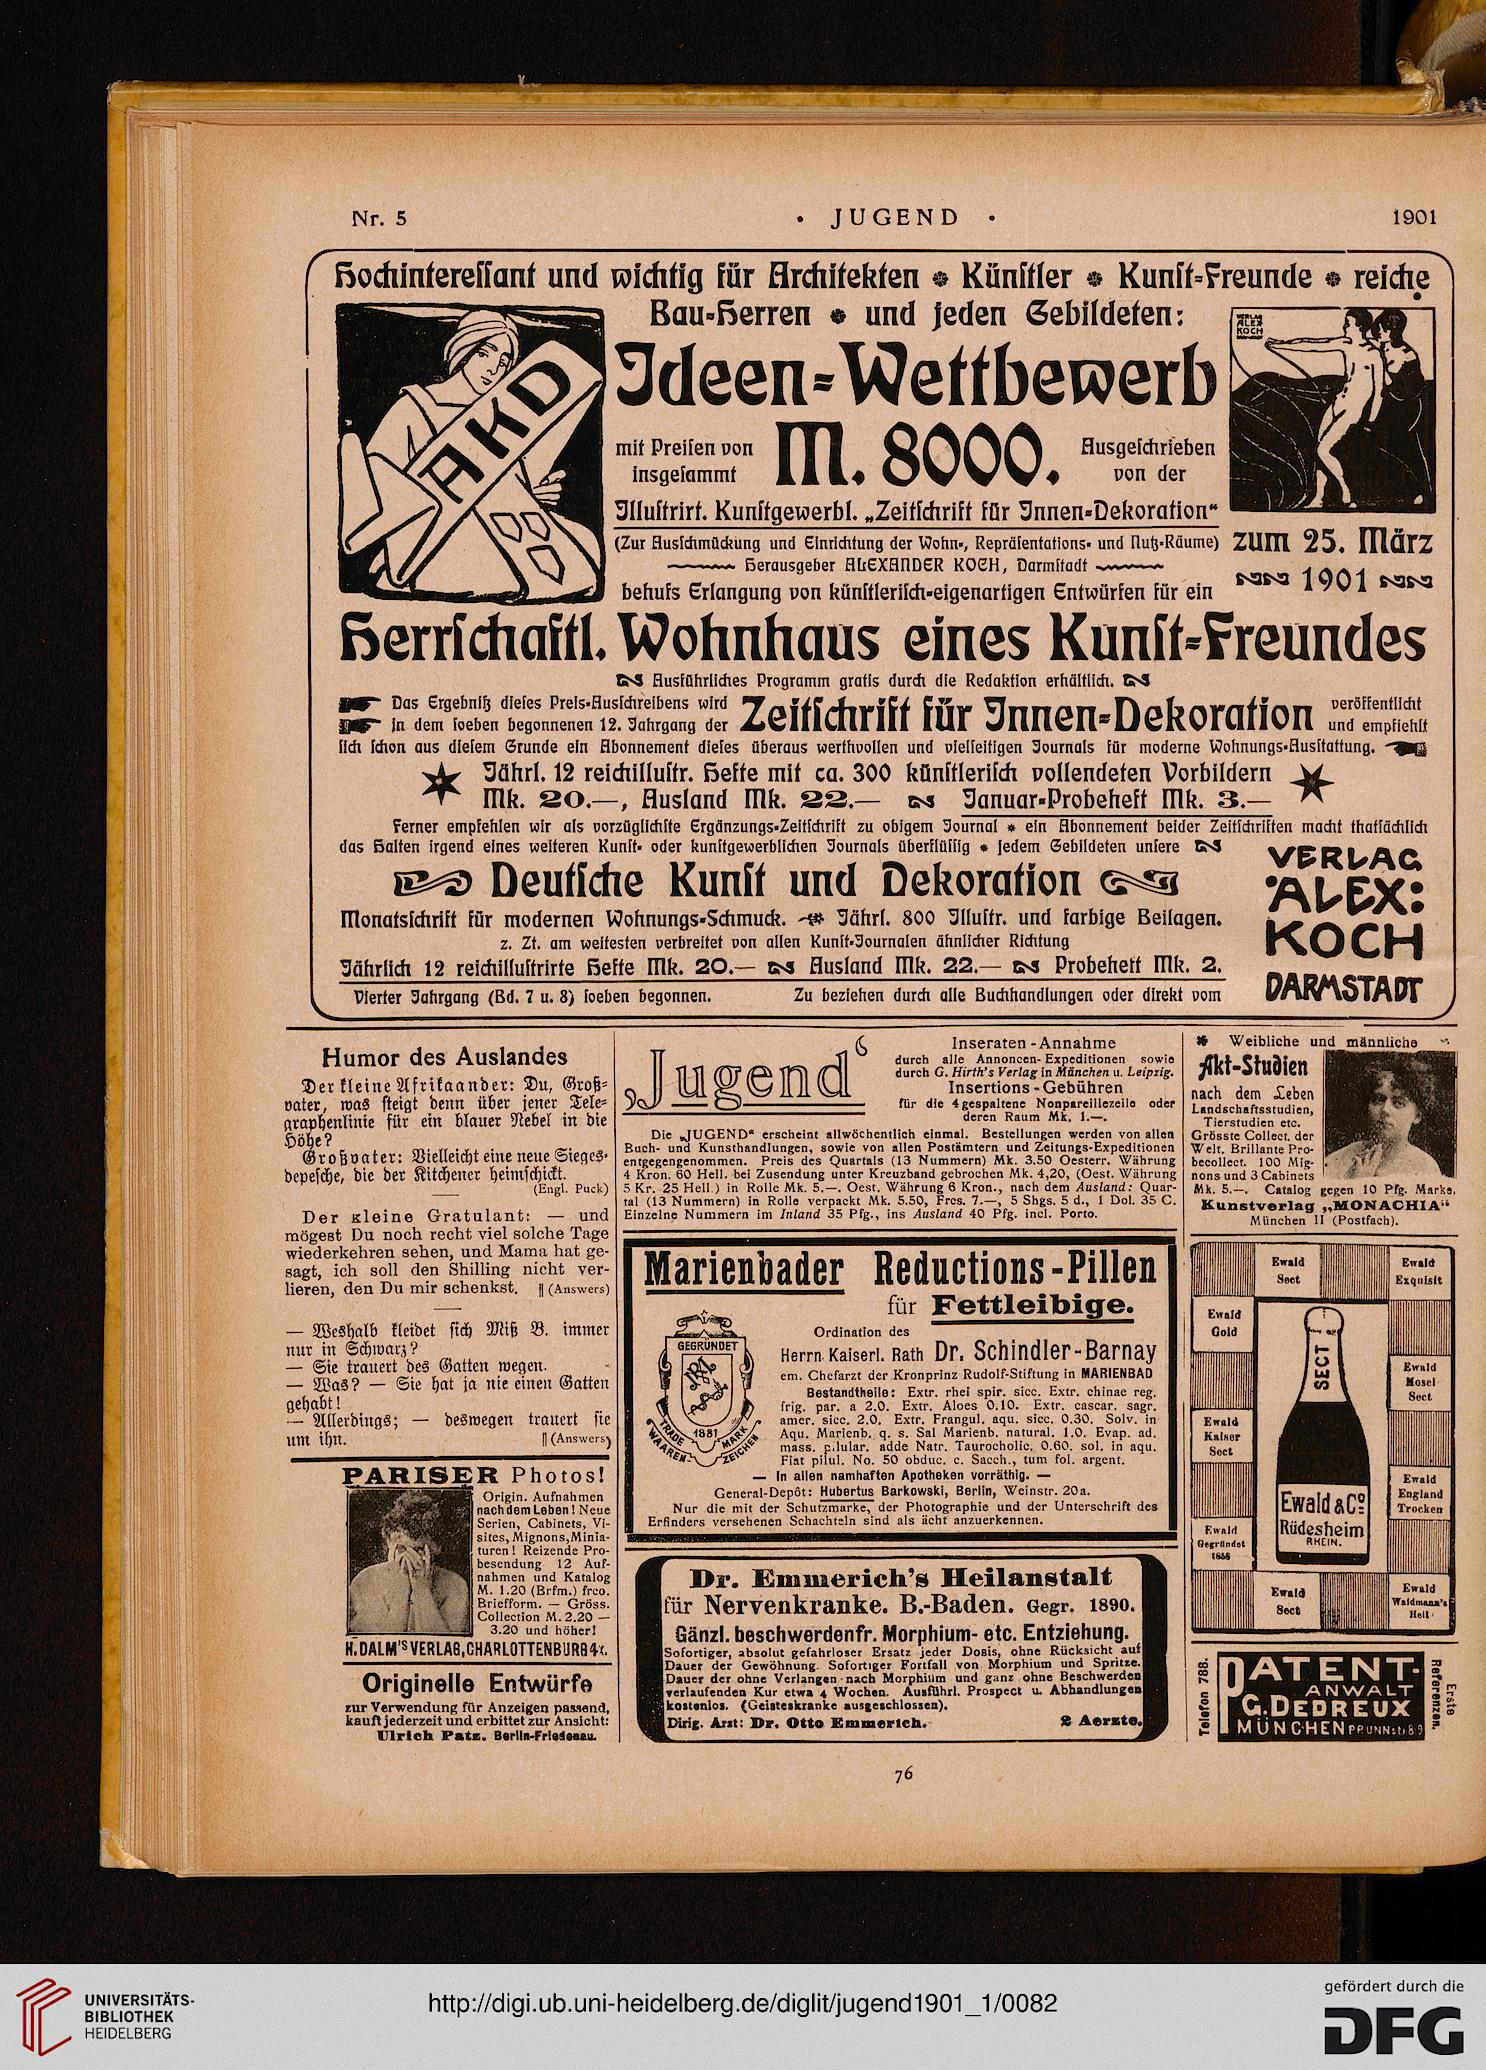 Nr. 5
• JUGEND •
1901
Hochinteressant und wichtig für Architekten Künstler Kunst-Freunde reiche
Bau-Herren und jeden Gebildeten:
AKD
VERLAG
ALEX
KOCH
Ideen-Wettbewerb
mit Preisen von
insgesammt
M. 8000.
Ausgeschrieben
von der
Illustrirt. Kunstgewerbl. „Zeitschrift für Innen-Dekoration“
(Zur Ausschmückung und Einrichtung der Wohn-, Repräsentations- und Nutz-Räume)
Herausgeber ALEXANDER KOCH, Darmstadt
zum 25. März
1901
behufs Erlangung von künstlerisch-eigenartigen Entwürfen für ein
Herrschaftl. Wohnhaus eines Kunst-Freundes
Ausführliches Programm gratis durch die Redaktion erhältlich.
Das Ergebniß dieses Preis-Ausschreibens wird
in dem soeben begonnenen 12. Jahrgang der
Zeitschrift für Innen-Dekoration
veröffentlicht
und empfiehlt
sich schon aus diesem Grunde ein Abonnement dieses überaus werthvollen und vielseitigen Journals für moderne Wohnungs-Ausstattung.
Jährl. 12 reichillustr. Hefte mit ca. 300 künstlerisch vollendeten Vorbildern
Mk. 20.—, Ausland Mk. 22.— Januar-Probeheft Mk. 3.—
Ferner empfehlen wir als vorzüglichste Ergänzungs-Zeitschrift zu obigem Journal * ein Abonnement beider Zeitschriften macht thatsächlich
das Halten irgend eines weiteren Kunst- oder kunstgewerblichen Journals überflüssig * jedem Gebildeten unsere
Deutsche Kunst und Dekoration
Monatsschrift für modernen Wohnungs-Schmuck. Jährl. 800 Illustr. und farbige Beilagen.
z. Zt. am weitesten verbreitet von allen Kunst-Journalen ähnlicher Richtung
Jährlich 12 reichillustrirte Hefte Mk. 20.— Ausland Mk. 22.— Probeheft Mk. 2.
Vierter Jahrgang (Bd. 7 u. 8) soeben begonnen. Zu beziehen durch alle Buchhandlungen oder direkt vom
VERLAG
ALEX:
KOCH
DARMSTADT
Humor des Auslandes
Der kleine Afrikaander: Du, Groß-
vater, was steigt denn über jener Tele-
graphenlinie für ein blauer Nebel in die
Höhe?
Großvater: Vielleicht eine neue Sieges-
depesche, die der Kitchener heimschickt.
(Engl. Puck)
Der kleine Gratulant: — und
mögest Du noch recht viel solche Tage
wiederkehren sehen, und Mama hat ge-
sagt, ich soll den Shilling nicht ver-
lieren, den Du mir schenkst. (Answers)
— Weshalb kleidet sich Miß B. immer
nur in Schwarz?
— Sie trauert des Gatten wegen.
— Was? — Sie hat ja nie einen Gatten
gehabt!
— Allerdings; — deswegen trauert sie
um ihn. (Answers)
PARISER Photos!
Origin. Aufnahmen
nach dem Leben! Neue
Serien, Cabinets, Vi-
sites, Mignons, Minia-
turen! Reizende Pro-
besendung 12 Auf-
nahmen und Katalog
M. 1.20 (Brfm.) frco.
Briefform. — Gröss.
Collection M. 2.20 —
3.20 und höher!
H. DALM'S VERLAG, CHARLOTTENBURG 4r.
Originelle Entwürfe
zur Verwendung für Anzeigen passend,
kauft jederzeit und erbittet zur Ansicht:
Ulrich Patz. Berlin-Friedenau.
„Jugend“
Inseraten-Annahme
durch alle Annoncen-Expeditionen sowie
durch G. Hirth's Verlag in München u. Leipzig.
Insertions-Gebühren
für die 4gespaltene Nonpareillezeile oder
deren Raum Mk. 1.—.
Die „JUGEND“ erscheint allwöchentlich einmal. Bestellungen werden von allen
Buch- und Kunsthandlungen, sowie von allen Postämtern und Zeitungs-Expeditionen
entgegengenommen. Preis des Quartals (13 Nummern) Mk. 3.50 Oesterr. Währung
4 Kron. 60 Hell. bei Zusendung unter Kreuzband gebrochen Mk. 4,20, (Oest. Währung
5 Kr. 25 Hell.) in Rolle Mk. 5.—. Oest. Währung 6 Kron., nach dem Ausland: Quar-
tal (13 Nummern) in Rolle verpackt Mk. 5.50, Frcs. 7.—, 5 Shgs. 5 d., 1 Dol. 35 C.
Einzelne Nummern im Inland 35 Pfg., ins Ausland 40 Pfg. incl. Porto.
Marienbader Reductions-Pillen
für Fettleibige.
GEGRÜNDET
1881
TRADE MARK
WAAREN-ZEICHEN
Ordination des
Herrn Kaiserl. Rath Dr. Schindler-Barnay
em. Chefarzt der Kronprinz Rudolf-Stiftung in MARIENBAD
Bestandtheile: Extr. rhei spir. sicc. Extr. chinae reg.
frig. par. a 2.0. Extr. Aloes 0.10. Extr. cascar. sagr.
amer. sicc. 2.0. Extr. Frangul. aqu. sicc. 0.30. Solv. in
Aqu. Marienb. q. s. Sal Marienb. natural. 1.0. Evap. ad.
mass. pilular. adde Natr. Taurocholic. 0.60. sol. in aqu.
Fiat pilul. No. 50 obduc. c. Sacch., tum fol. argent.
— In allen namhaften Apotheken vorräthig. —
General-Depôt: Hubertus Barkowski, Berlin, Weinstr. 20a.
Nur die mit der Schutzmarke, der Photographie und der Unterschrift des
Erfinders versehenen Schachteln sind als ächt anzuerkennen.
Dr. Emmerich's Heilanstalt
für Nervenkranke. B.-Baden. Gegr. 1890.
Gänzl. beschwerdenfr. Morphium- etc. Entziehung.
Sofortiger, absolut gefahrloser Ersatz jeder Dosis, ohne Rücksicht auf
Dauer der Gewöhnung. Sofortiger Fortfall von Morphium und Spritze.
Dauer der ohne Verlangen nach Morphium und ganz ohne Beschwerden
verlaufenden Kur etwa 4 Wochen. Ausführl. Prospect u. Abhandlungen
kostenlos. (Geisteskranke ausgeschlossen).
Dirig. Arzt: Dr. Otto Emmerich. 2 Aerzte.
Weibliche und männliche
Akt-Studien
nach dem Leben
Landschaftsstudien,
Tierstudien etc.
Grösste Collect. der
Welt. Brillante Pro-
becollect. 100 Mig-
nons und 3 Cabinets
Mk. 5.—. Catalog gegen 10 Pfg. Marke.
Kunstverlag „MONACHIA“
München II (Postfach).
Ewald
Sect
Ewald
Exquisit
Ewald
Gold
Ewald
Mosel
Sect
Ewald
Kaiser
Sect
Ewald
England
Trocken
Ewald
Gegründet
1858
Ewald
Sect
Ewald
Waidmann's
Heil
SECT
Ewald & Co
Rüdesheim
RHEIN.
Telefon 788.
PATENT-
ANWALT
G. DEDREUX
MÜNCHEN BRUNNstr. 8-9
Erste
Referenzen.
76
UNIVERSITÄTS-
BIBLIOTHEK
HEIDELBERG
http://digi.ub.uni-heidelberg.de/diglit/jugend1901_1/0082
gefördert durch die
DFG